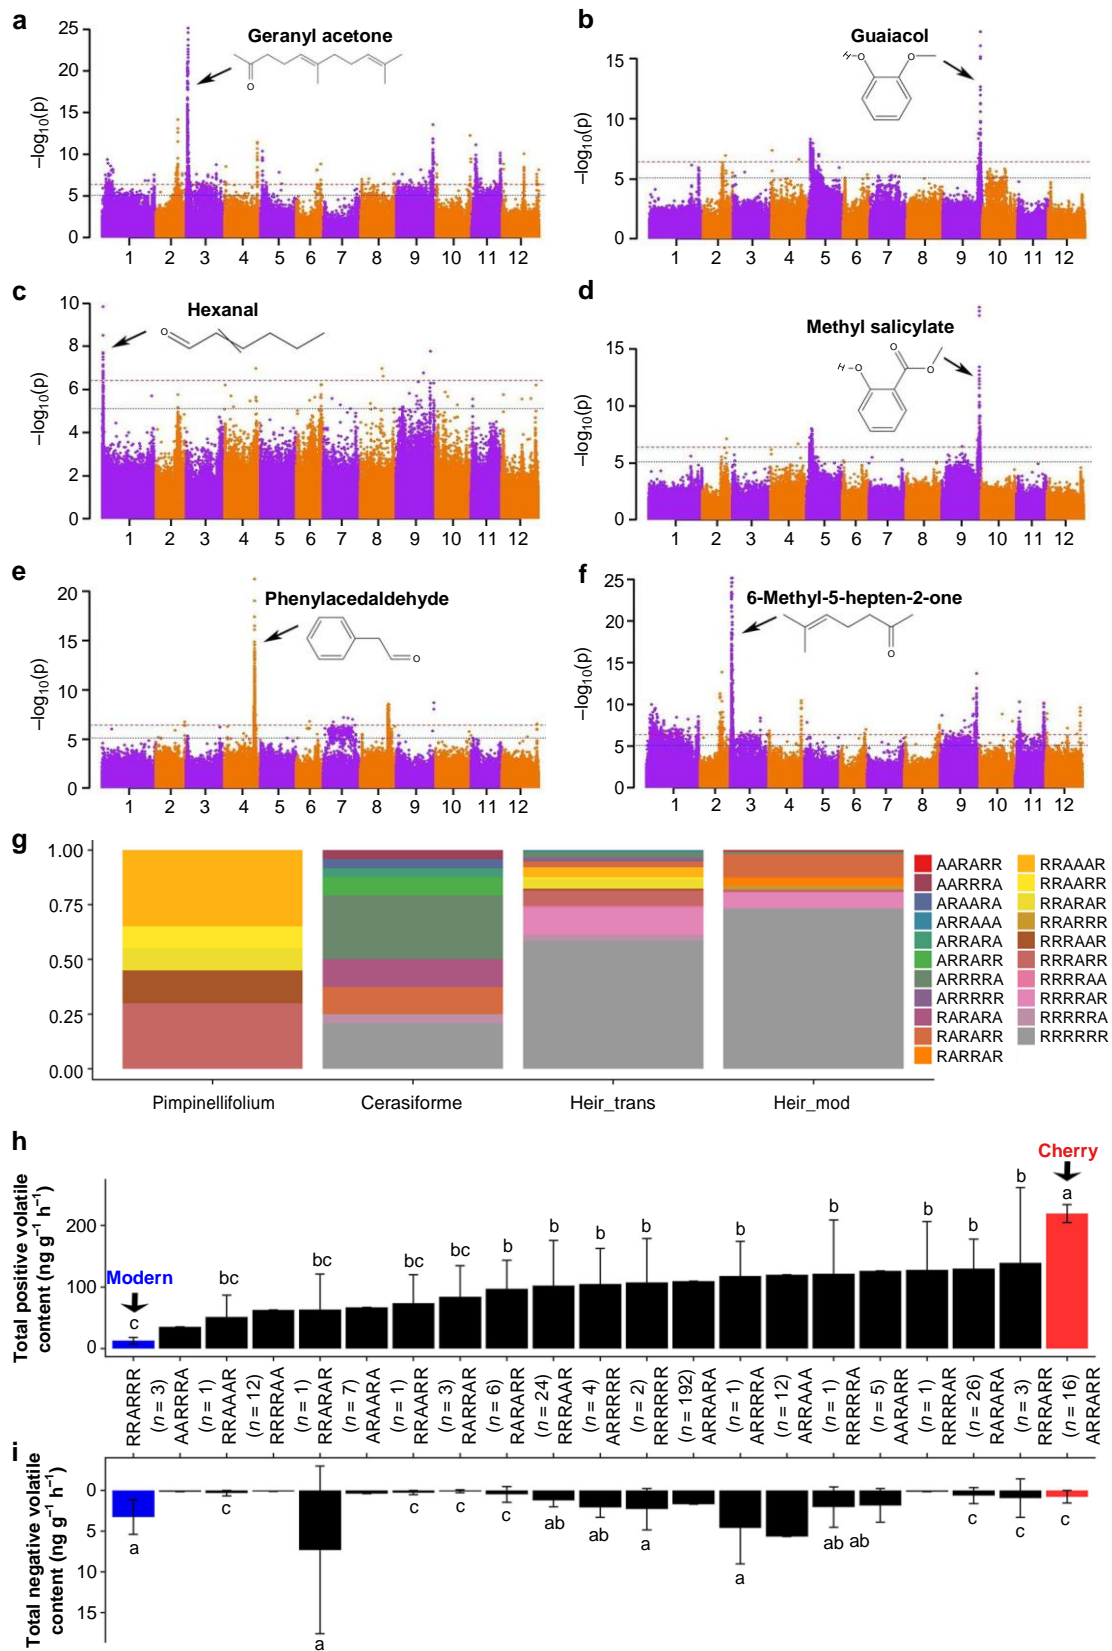 a
25
20
15
10
5
0
−log10(p)
Geranyl acetone
O
1 2 3 4 5 6 7 8 9 10 11 12
b
15
10
5
0
−log10(p)
Guaiacol
H O O
1 2 3 4 5 6 7 8 9 10 11 12
c
10
8
6
4
2
0
−log10(p)
Hexanal
O
1 2 3 4 5 6 7 8 9 10 11 12
d
15
10
5
0
−log10(p)
Methyl salicylate
O
H O O
1 2 3 4 5 6 7 8 9 10 11 12
e
20
15
10
5
0
−log10(p)
Phenylacedaldehyde
O
1 2 3 4 5 6 7 8 9 10 11 12
f
25
20
15
10
5
0
−log10(p)
6-Methyl-5-hepten-2-one
O
1 2 3 4 5 6 7 8 9 10 11 12
g
1.00
0.75
0.50
0.25
0.00
Pimpinellifolium Cerasiforme Heir_trans Heir_mod
AARARR RRAAAR
AARRRA RRAARR
ARAARA RRARAR
ARRAAA RRARRR
ARRARA RRRAAR
ARRARR RRRARR
ARRRRA RRRRAA
ARRRRR RRRRAR
RARARA RRRRRA
RARARR RRRRRR
RARRAR
h
Total positive volatile
content (ng g−1 h−1)
200
100
0
Modern
Cherry
c bc bc bc bc b b b b b b b b b a
RRARRR
(n = 3)
AARRRA
(n = 1)
RRAAAR
(n = 12)
RRRRAA
(n = 1)
RRARAR
(n = 7)
ARAARA
(n = 1)
RRAARR
(n = 3)
RARRAR
(n = 6)
RARARR
(n = 24)
RRRAAR
(n = 4)
ARRRRR
(n = 2)
RRRRRR
(n = 192)
ARRARA
(n = 1)
ARRRRA
(n = 12)
ARRAAA
(n = 1)
RRRRRA
(n = 5)
AARARR
(n = 1)
RRRRAR
(n = 26)
RARARA
(n = 3)
RRRARR
(n = 16)
ARRARR
i
Total negative volatile
content (ng g−1 h−1)
0
5
10
15
a c a c c c ab ab a a ab ab c c c